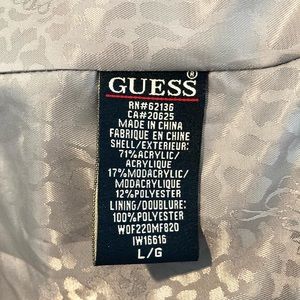 GUESS®
RN#62136
CA#20625
MADE IN CHINA
FABRIQUE EN CHINE
SHELL/EXTERIEUR:
71%ACRYLIC/
ACRYLIQUE
17%MODACRYLIC/
MODACRYLIQUE
12%POLYESTER
LINING/DOUBLURE:
100%POLYESTER
WOF220MF820
IW16616
L/G